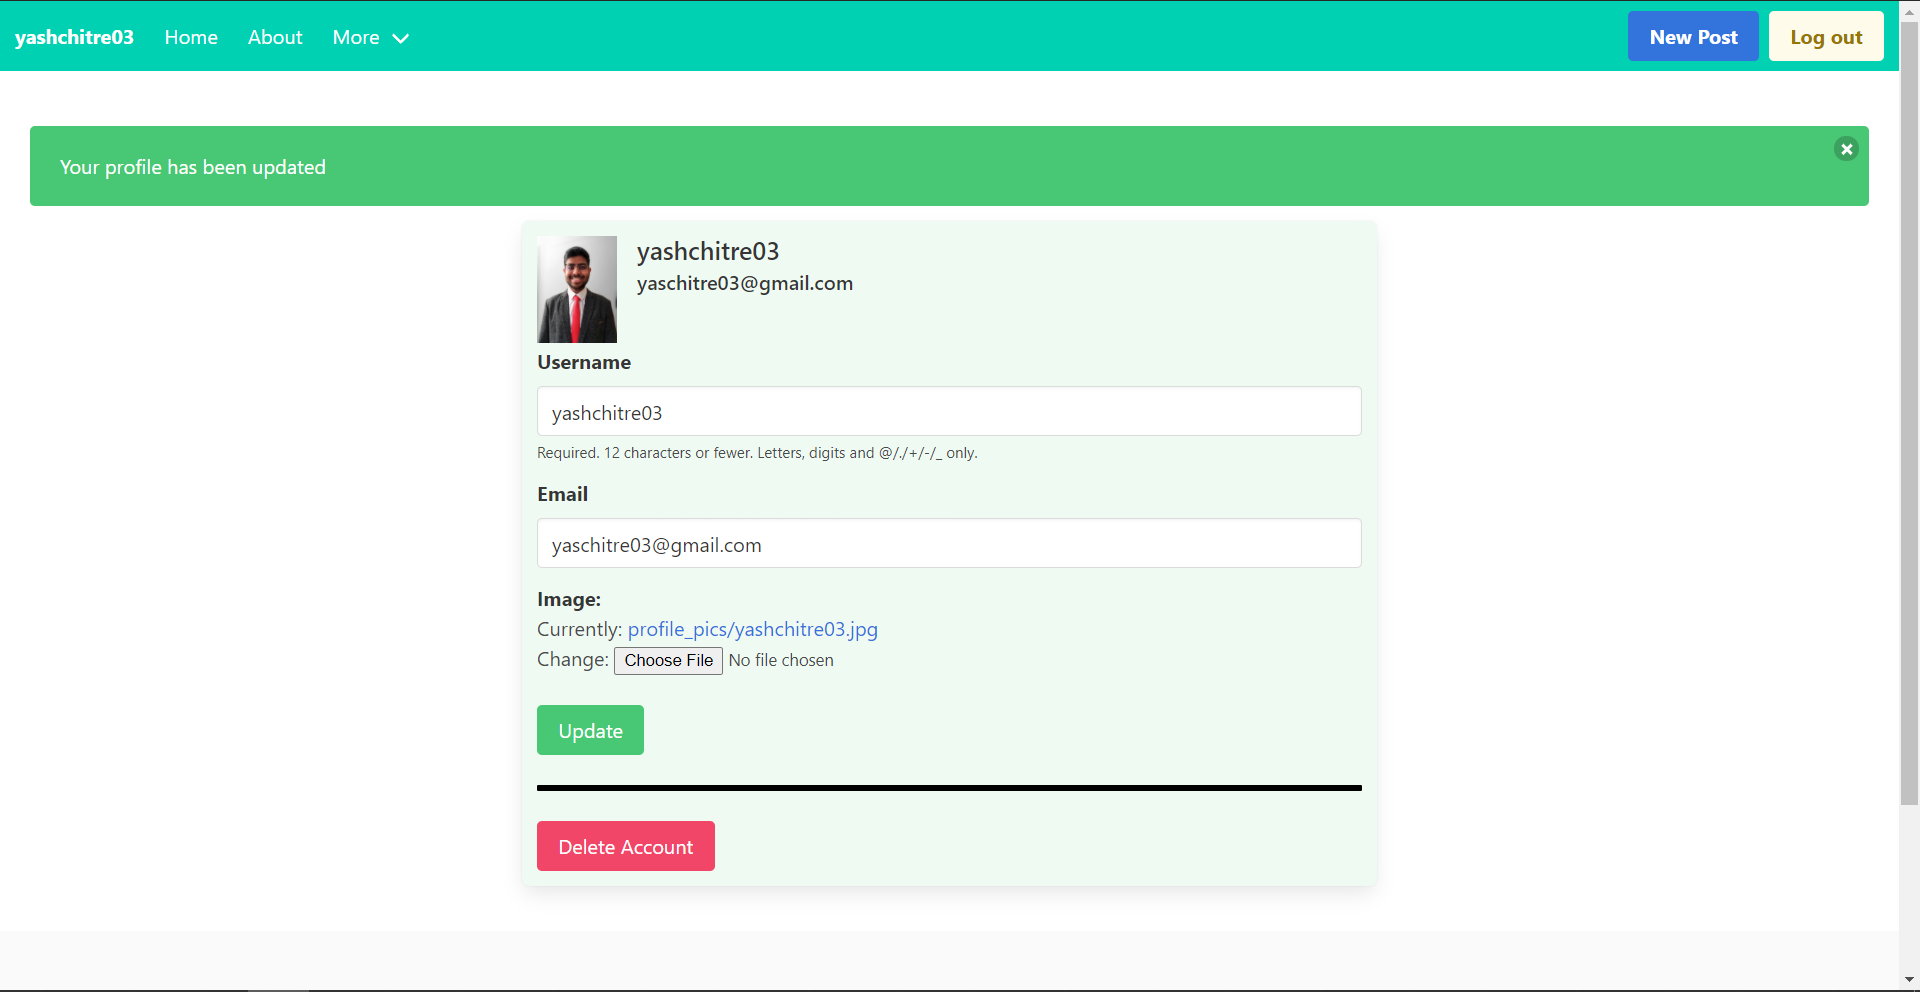 yashchitre03 Home About More New Post Log out
Your profile has been updated
yashchitre03
yaschitre03@gmail.com
Username
yashchitre03
Required. 12 characters or fewer. Letters, digits and @/./+/-/_ only.
Email
yaschitre03@gmail.com
Image:
Currently: profile_pics/yashchitre03.jpg
Change: Choose File No file chosen
Update
Delete Account